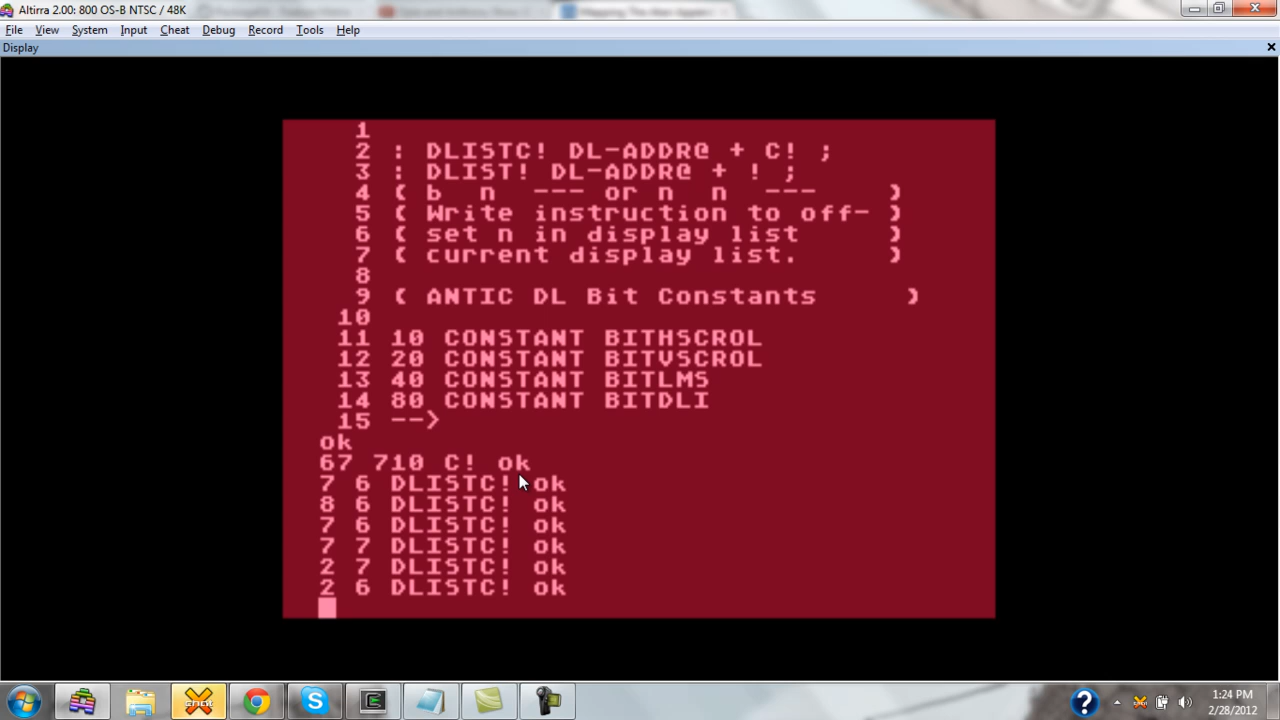 Altirra 2.00: 800 OS-B NTSC / 48K
File View System Input Cheat Debug Record Tools Help
Display
1
2 : DLISTC! DL-ADDR@ + C! ;
3 : DLIST! DL-ADDR@ + ! ;
4 ( b n --- or n n --- )
5 ( Write instruction to off- )
6 ( set n in display list )
7 ( current display list. )
8
9 ( ANTIC DL Bit Constants )
10
11 10 CONSTANT BITHSCROL
12 20 CONSTANT BITVSCROL
13 40 CONSTANT BITLMS
14 80 CONSTANT BITDLI
15 -->
ok
67 710 C! ok
7 6 DLISTC! ok
8 6 DLISTC! ok
7 6 DLISTC! ok
7 7 DLISTC! ok
2 7 DLISTC! ok
2 6 DLISTC! ok
1:24 PM
2/28/2012